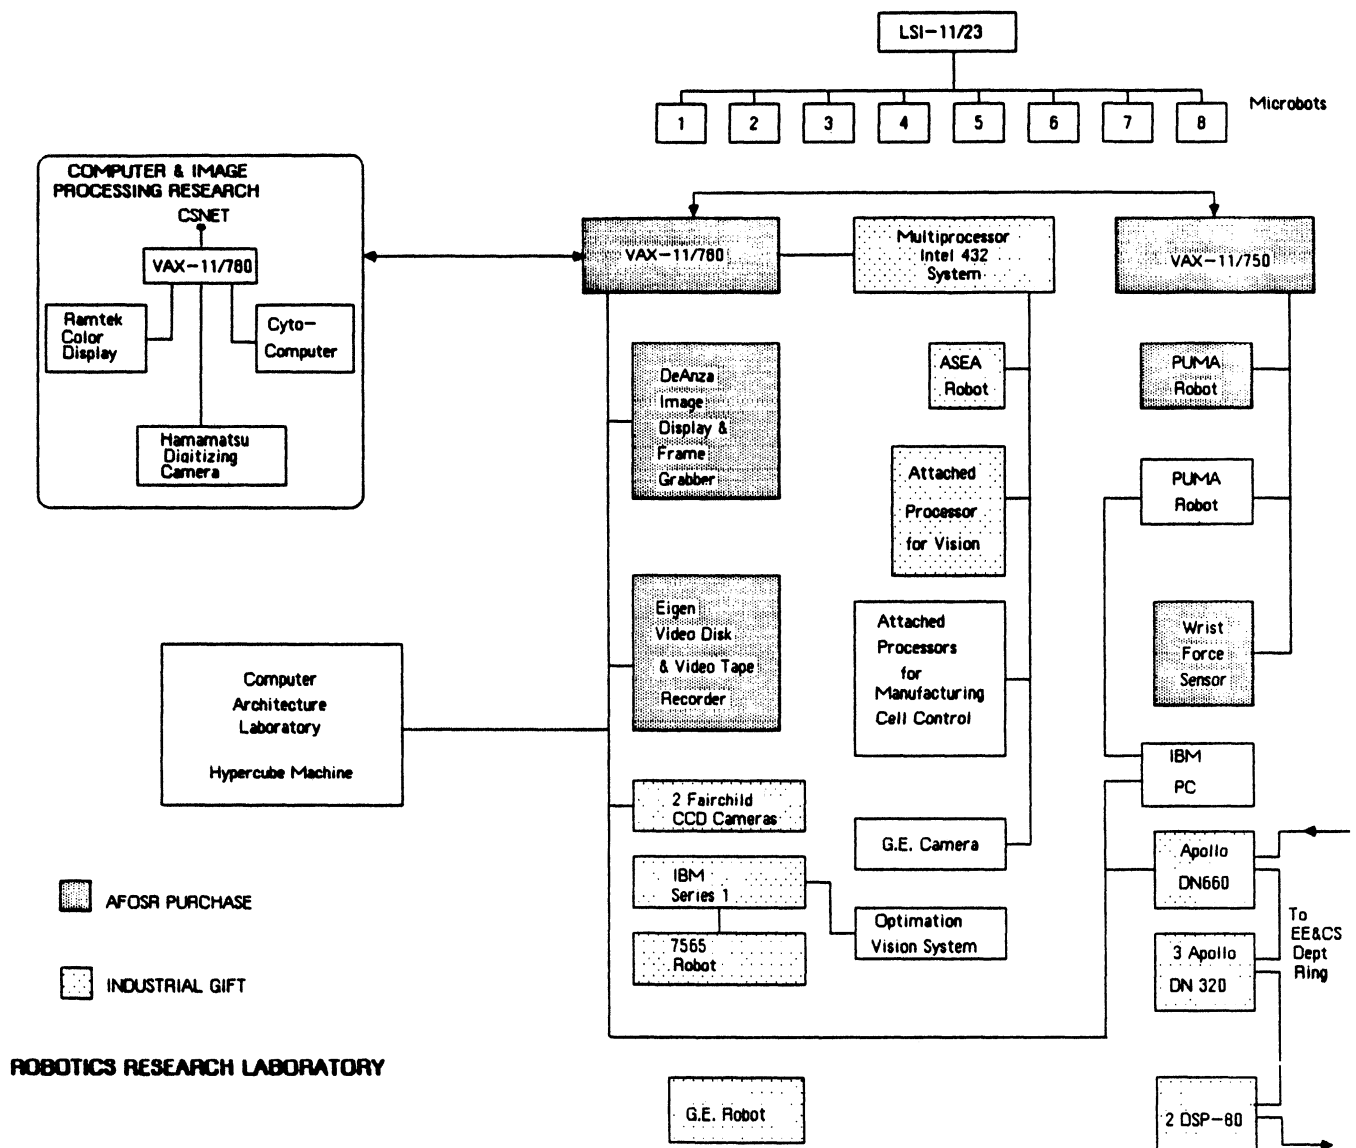 LSI-11/23
1 2 3 4 5 6 7 8
Microbots
COMPUTER & IMAGE
PROCESSING RESEARCH
CSNET
VAX-11/780
Ramtek
Color
Display
Cyto-
Computer
Hamamatsu
Digitizing
Camera
VAX-11/780
Multiprocessor
Intel 432
System
VAX-11/750
DeAnza
Image
Display &
Frame
Grabber
ASEA
Robot
PUMA
Robot
Attached
Processor
for Vision
PUMA
Robot
Eigen
Video Disk
& Video Tape
Recorder
Attached
Processors
for
Manufacturing
Cell Control
Wrist
Force
Sensor
Computer
Architecture
Laboratory
Hypercube Machine
IBM
PC
2 Fairchild
CCD Cameras
G.E. Camera
Apollo
DN660
IBM
Series 1
Optimation
Vision System
7565
Robot
3 Apollo
DN 320
To
EE&CS
Dept
Ring
AFOSR PURCHASE
INDUSTRIAL GIFT
ROBOTICS RESEARCH LABORATORY
G.E. Robot
2 DSP-80